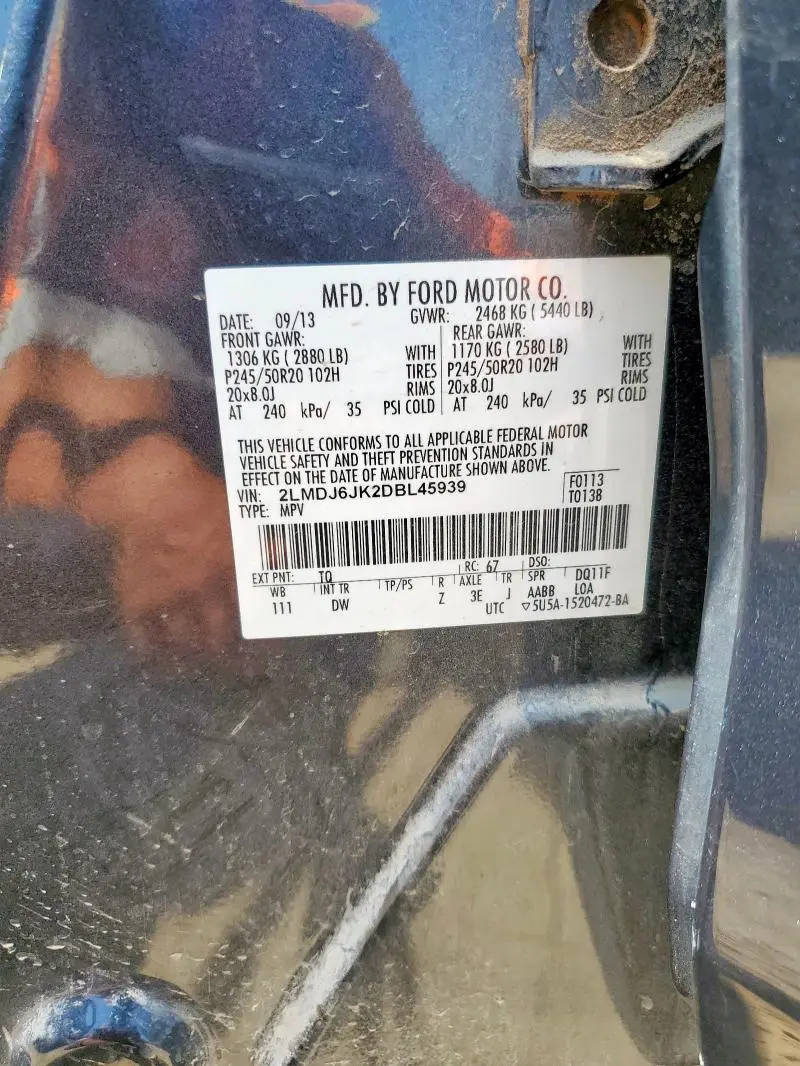 MFD. BY FORD MOTOR CO.
DATE: 09/13 GVWR: 2468 KG ( 5440 LB)
FRONT GAWR: REAR GAWR:
1306 KG ( 2880 LB) WITH 1170 KG ( 2580 LB) WITH
P245/50R20 102H TIRES P245/50R20 102H TIRES
20x8.0J RIMS 20x8.0J RIMS
AT 240 kPa/ 35 PSI COLD AT 240 kPa/ 35 PSI COLD
THIS VEHICLE CONFORMS TO ALL APPLICABLE FEDERAL MOTOR
VEHICLE SAFETY AND THEFT PREVENTION STANDARDS IN
EFFECT ON THE DATE OF MANUFACTURE SHOWN ABOVE.
VIN: 2LMDJ6JK2DBL45939 F0113
TYPE: MPV T0138
EXT PNT: TQ RC: 67 DSO:
WB INT TR TP/PS R AXLE TR SPR DQ11F
111 DW Z 3E J AABB LOA
UTC ▽5U5A-1520472-BA